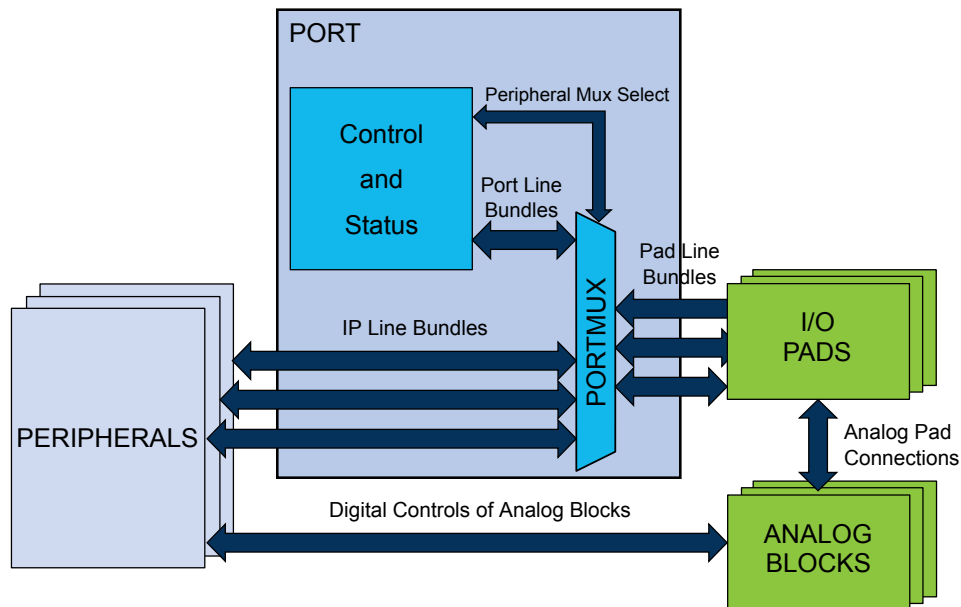 PORT
Peripheral Mux Select
Control
and
Status
Port Line
Bundles
Pad Line
Bundles
PORTMUX
I/O
PADS
IP Line Bundles
PERIPHERALS
Analog Pad
Connections
Digital Controls of Analog Blocks
ANALOG
BLOCKS